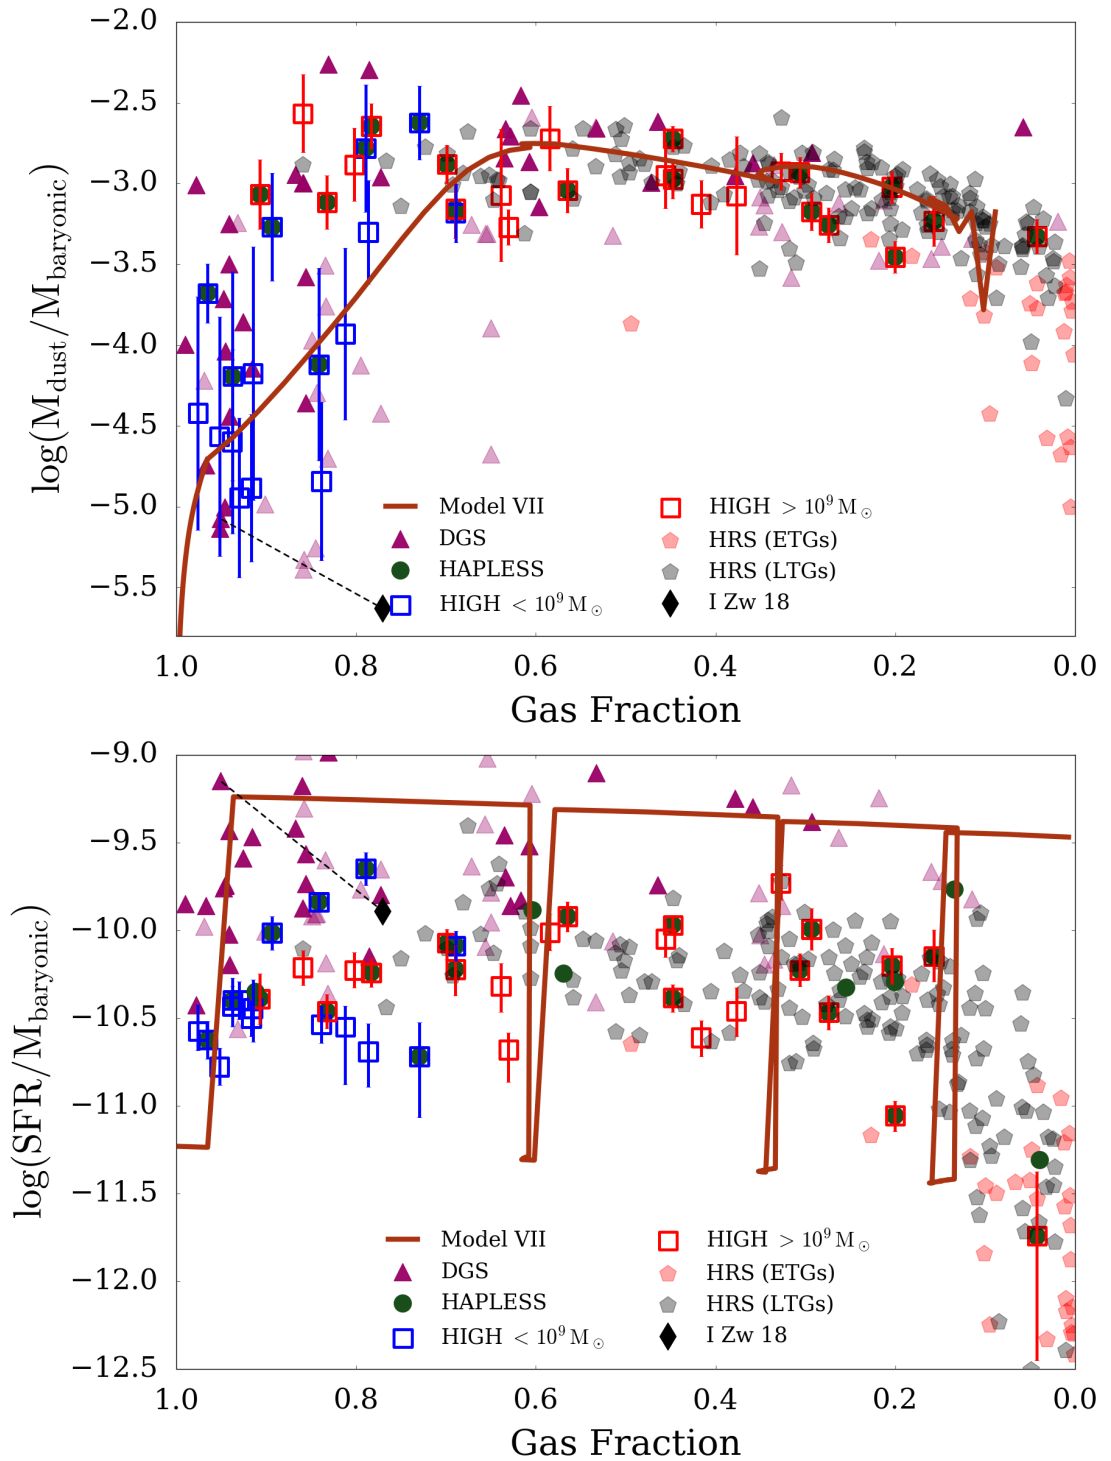 −2.0
−2.5
−3.0
−3.5
−4.0
−4.5
−5.0
−5.5
log(M_dust/M_baryonic)
Model VII
DGS
HAPLESS
HIGH < 10⁹ M⊙
HIGH > 10⁹ M⊙
HRS (ETGs)
HRS (LTGs)
I Zw 18
1.0 0.8 0.6 0.4 0.2 0.0
Gas Fraction
−9.0
−9.5
−10.0
−10.5
−11.0
−11.5
−12.0
−12.5
log(SFR/M_baryonic)
Model VII
DGS
HAPLESS
HIGH < 10⁹ M⊙
HIGH > 10⁹ M⊙
HRS (ETGs)
HRS (LTGs)
I Zw 18
1.0 0.8 0.6 0.4 0.2 0.0
Gas Fraction